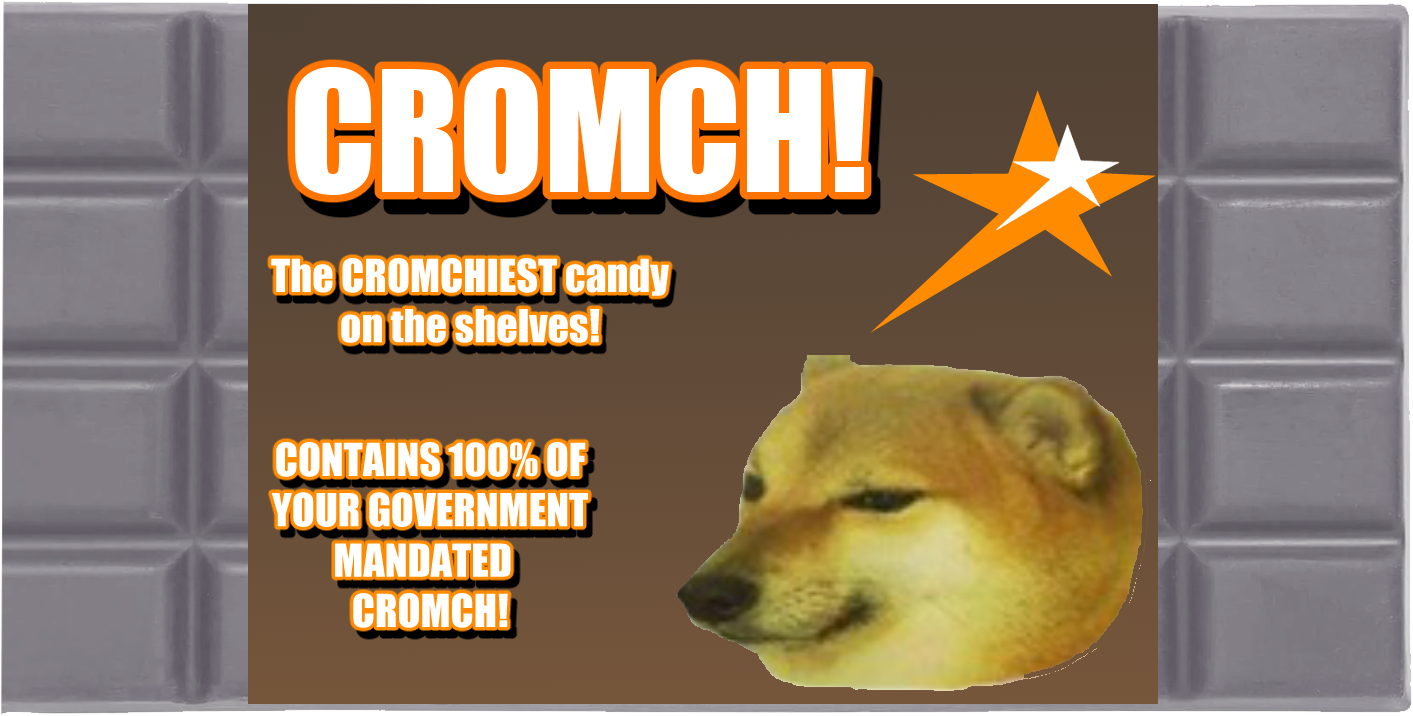 CROMCH!
The CROMCHIEST candy
on the shelves!
CONTAINS 100% OF
YOUR GOVERNMENT
MANDATED
CROMCH!